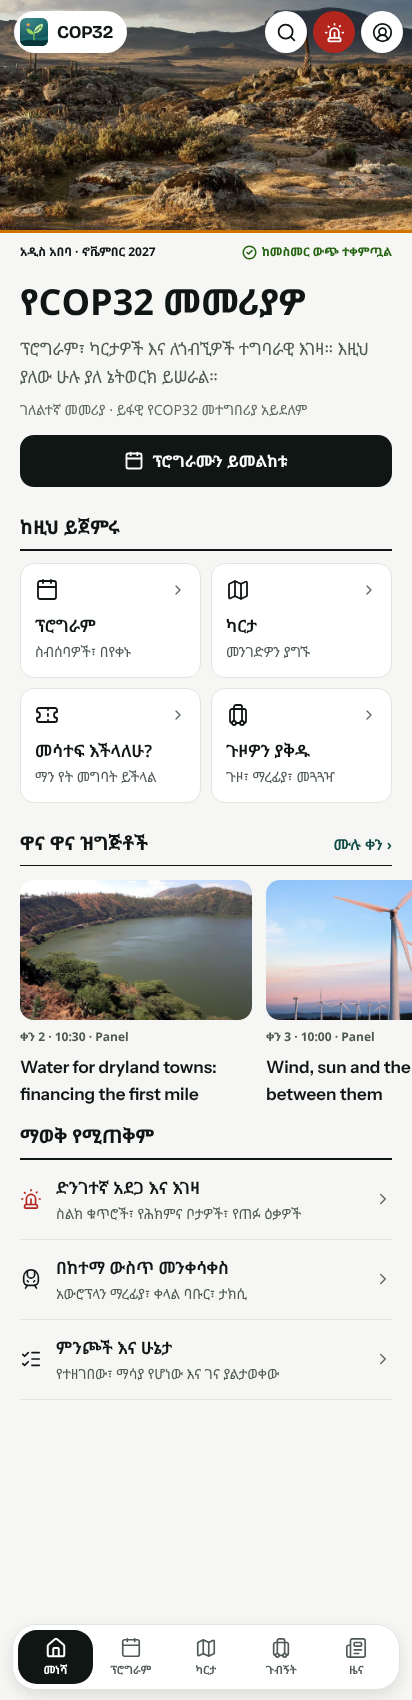 COP32
አዲስ አበባ · ኖቬምበር 2027
ከመስመር ውጭ ተቀምጧል
የCOP32 መመሪያዎ
ፕሮግራም፣ ካርታዎች እና ለጎብኚዎች ተግባራዊ እገዛ። እዚህ
ያለው ሁሉ ያለ ኔትወርክ ይሠራል።
ገለልተኛ መመሪያ · ይፋዊ የCOP32 መተግበሪያ አይደለም
ፕሮግራሙን ይመልከቱ
ከዚህ ይጀምሩ
ፕሮግራም
ስብሰባዎች፣ በየቀኑ
ካርታ
መንገድዎን ያግኙ
መሳተፍ እችላለሁ?
ማን የት መግባት ይችላል
ጉዞዎን ያቅዱ
ጉዞ፣ ማረፊያ፣ መጓጓዣ
ዋና ዋና ዝግጅቶች
ሙሉ ቀን ›
ቀን 2 · 10:30 · Panel
Water for dryland towns:
financing the first mile
ቀን 3 · 10:00 · Panel
Wind, sun and the
between them
ማወቅ የሚጠቅም
ድንገተኛ አደጋ እና እገዛ
ስልክ ቁጥሮች፣ የሕክምና ቦታዎች፣ የጠፉ ዕቃዎች
በከተማ ውስጥ መንቀሳቀስ
አውሮፕላን ማረፊያ፣ ቀላል ባቡር፣ ታክሲ
ምንጮች እና ሁኔታ
የተዘገበው፣ ማሳያ የሆነው እና ገና ያልታወቀው
መነሻ
ፕሮግራም
ካርታ
ጉብኝት
ዜና